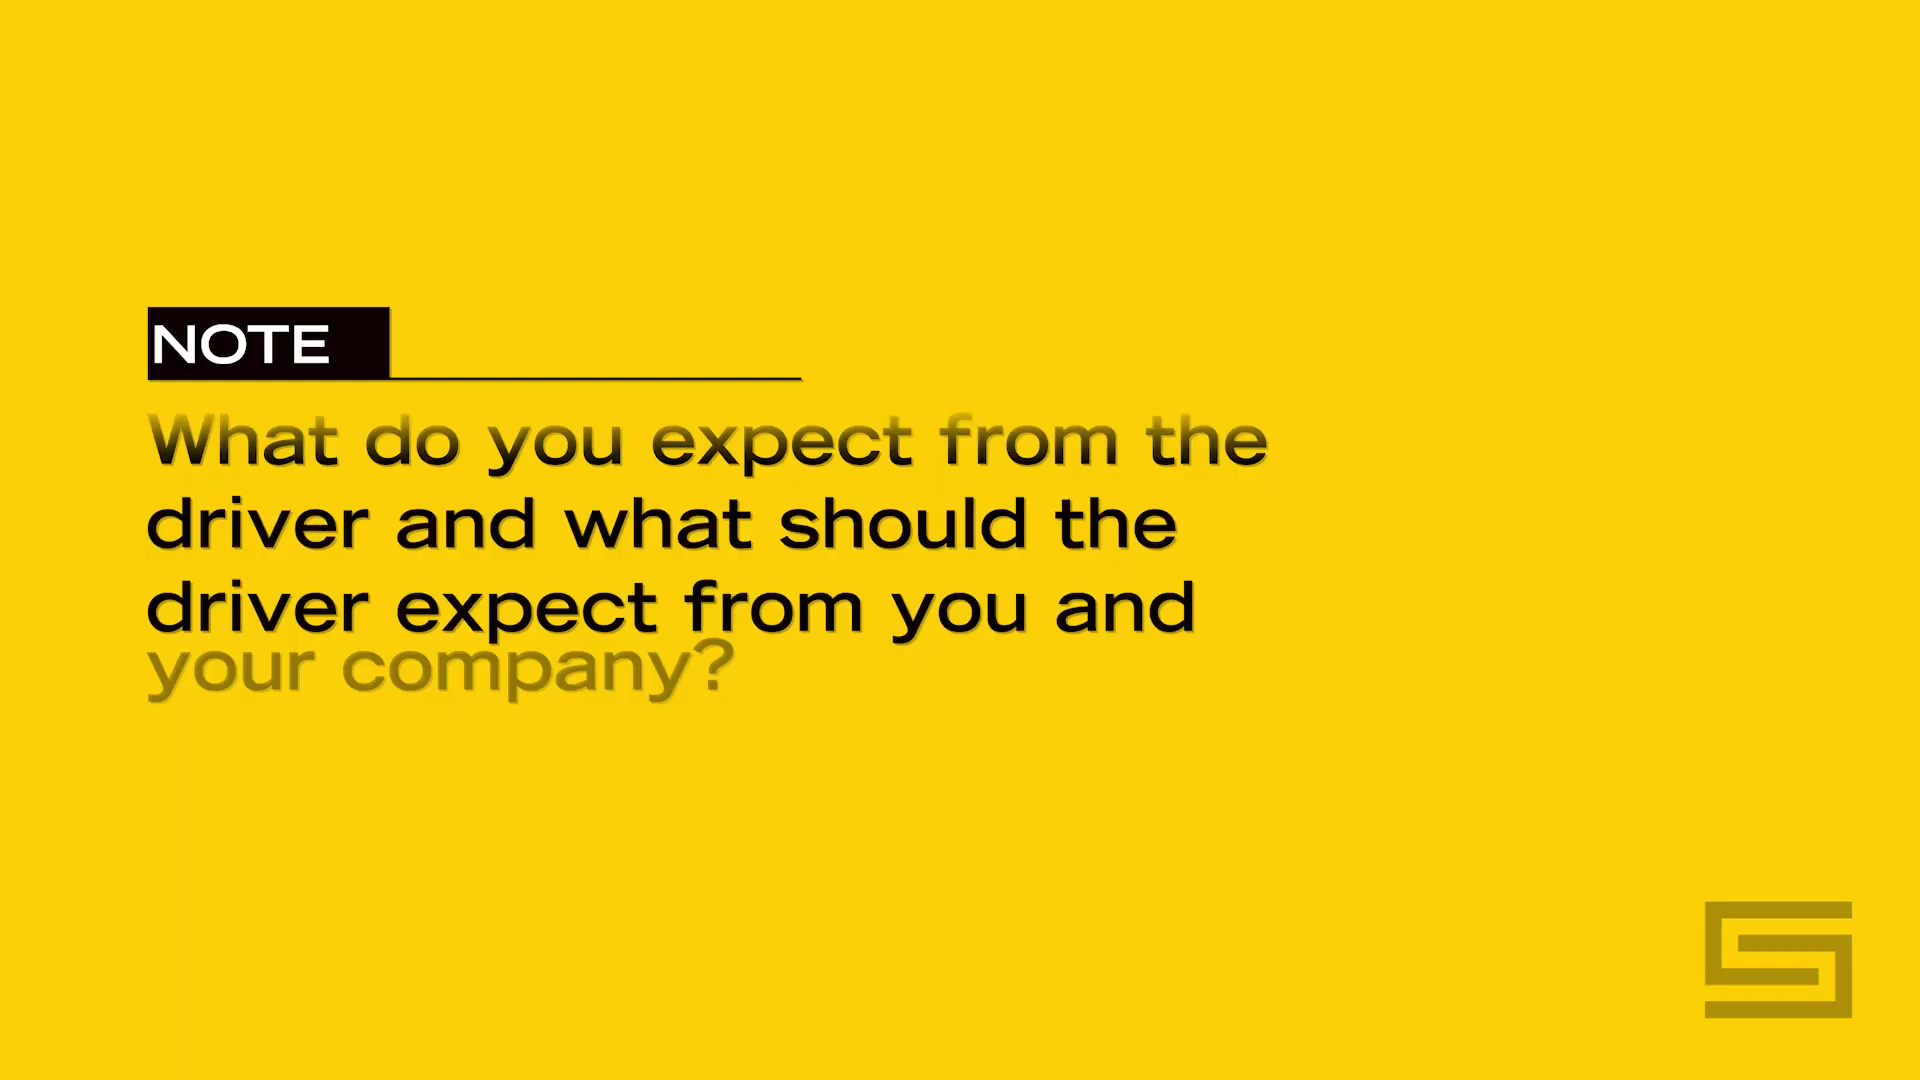 NOTE
What do you expect from the
driver and what should the
driver expect from you and
your company?